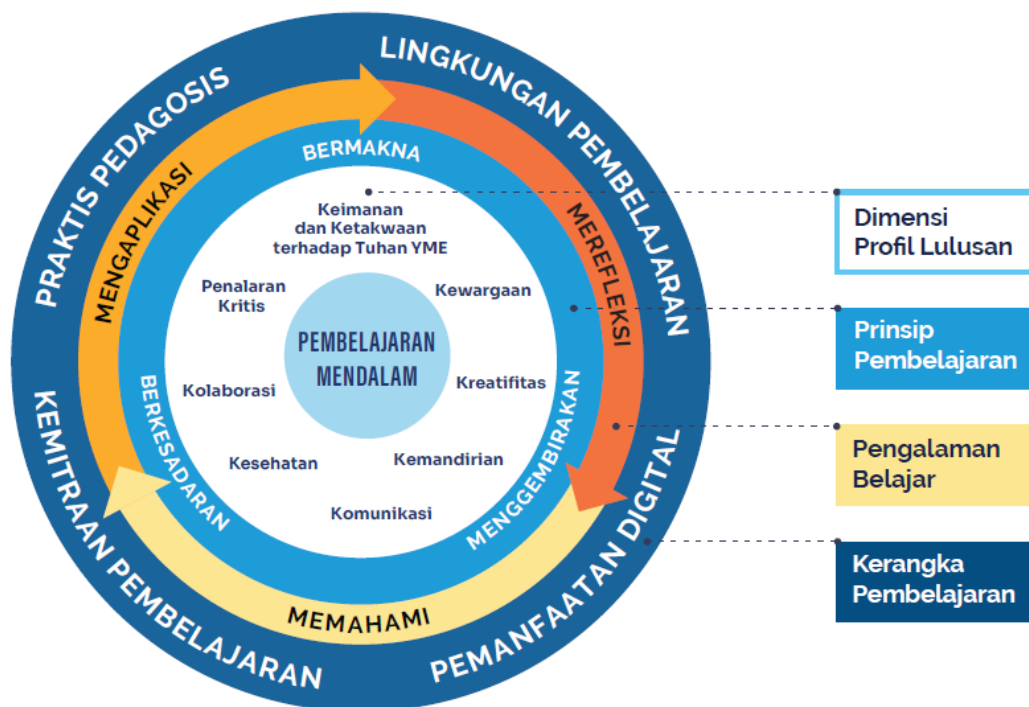 PRAKTIS PEDAGOSIS
LINGKUNGAN PEMBELAJARAN
PEMANFAATAN DIGITAL
KEMITRAAN PEMBELAJARAN
MENGAPLIKASI
MEREFLEKSI
MEMAHAMI
BERMAKNA
MENGGEMBIRAKAN
BERKESADARAN
Keimanan
dan Ketakwaan
terhadap Tuhan YME
Penalaran
Kritis
Kewargaan
Kolaborasi
Kreatifitas
Kesehatan
Kemandirian
Komunikasi
PEMBELAJARAN
MENDALAM
Dimensi
Profil Lulusan
Prinsip
Pembelajaran
Pengalaman
Belajar
Kerangka
Pembelajaran